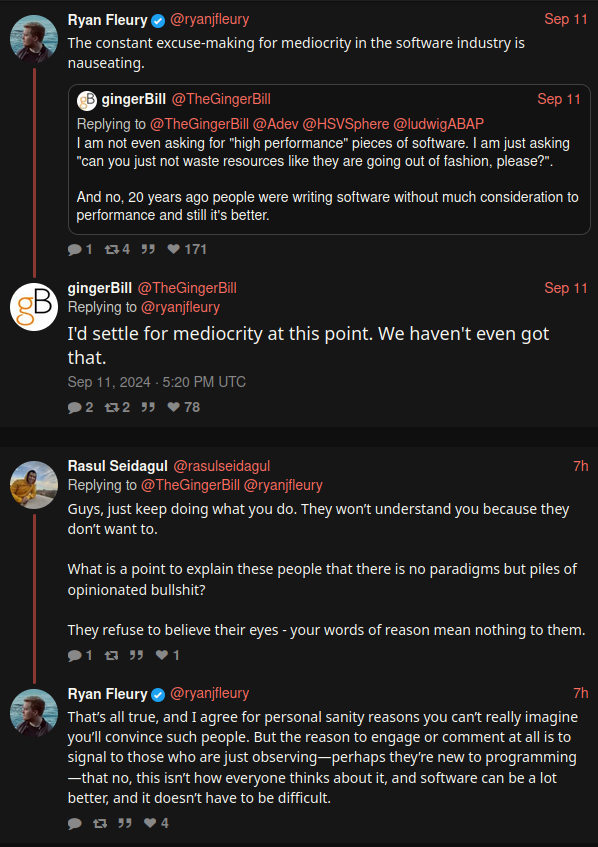 Ryan Fleury @ryanjfleury Sep 11
The constant excuse-making for mediocrity in the software industry is
nauseating.
gB gingerBill @TheGingerBill Sep 11
Replying to @TheGingerBill @Adev @HSVSphere @ludwigABAP
I am not even asking for "high performance" pieces of software. I am just asking
"can you just not waste resources like they are going out of fashion, please?".
And no, 20 years ago people were writing software without much consideration to
performance and still it's better.
1 4 171
gB
gingerBill @TheGingerBill Sep 11
Replying to @ryanjfleury
I'd settle for mediocrity at this point. We haven't even got
that.
Sep 11, 2024 · 5:20 PM UTC
2 2 78
Rasul Seidagul @rasulseidagul 7h
Replying to @TheGingerBill @ryanjfleury
Guys, just keep doing what you do. They won’t understand you because they
don’t want to.
What is a point to explain these people that there is no paradigms but piles of
opinionated bullshit?
They refuse to believe their eyes - your words of reason mean nothing to them.
1 1
Ryan Fleury @ryanjfleury 7h
That’s all true, and I agree for personal sanity reasons you can’t really imagine
you’ll convince such people. But the reason to engage or comment at all is to
signal to those who are just observing—perhaps they’re new to programming
—that no, this isn’t how everyone thinks about it, and software can be a lot
better, and it doesn’t have to be difficult.
4